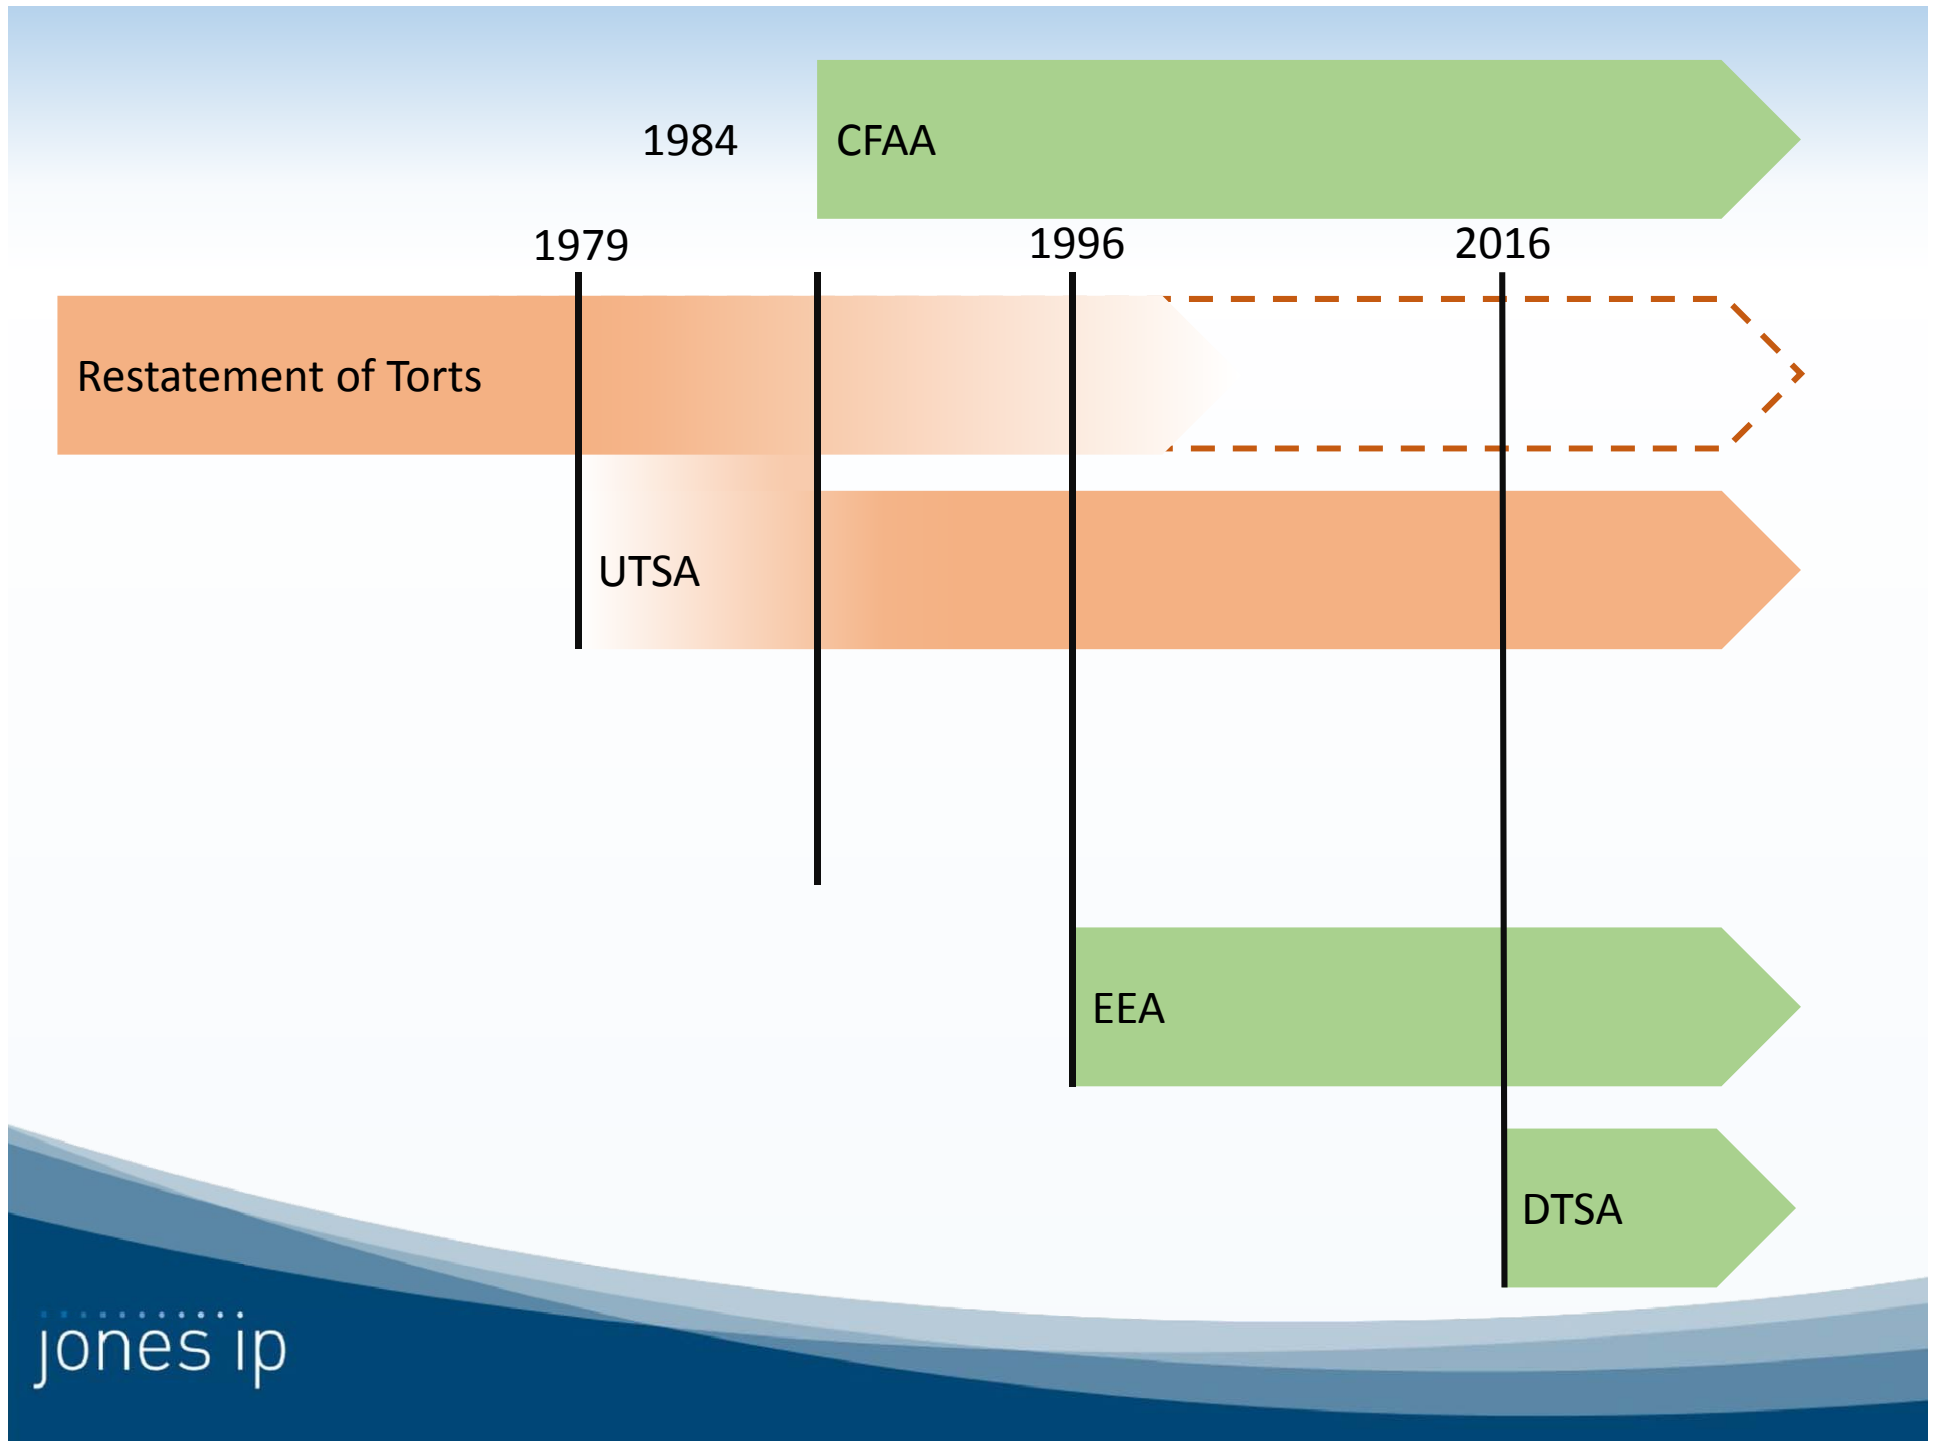 1984
CFAA
1979
1996
2016
Restatement of Torts
UTSA
EEA
DTSA
jones ip